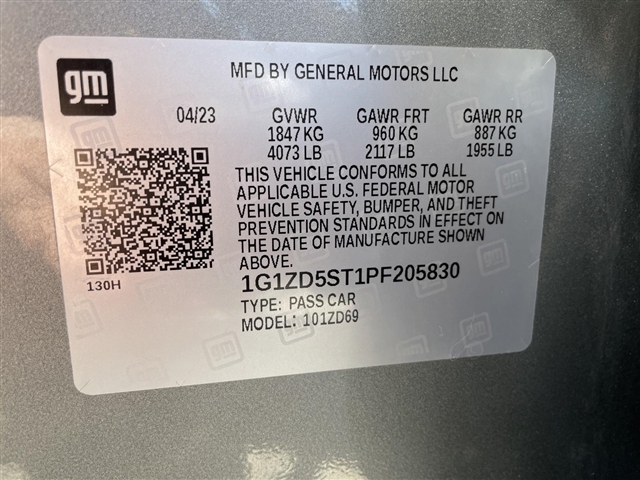 gm
MFD BY GENERAL MOTORS LLC
04/23 GVWR GAWR FRT GAWR RR
1847 KG 960 KG 887 KG
4073 LB 2117 LB 1955 LB
THIS VEHICLE CONFORMS TO ALL
APPLICABLE U.S. FEDERAL MOTOR
VEHICLE SAFETY, BUMPER, AND THEFT
PREVENTION STANDARDS IN EFFECT ON
THE DATE OF MANUFACTURE SHOWN
ABOVE.
130H
1G1ZD5ST1PF205830
TYPE: PASS CAR
MODEL: 101ZD69